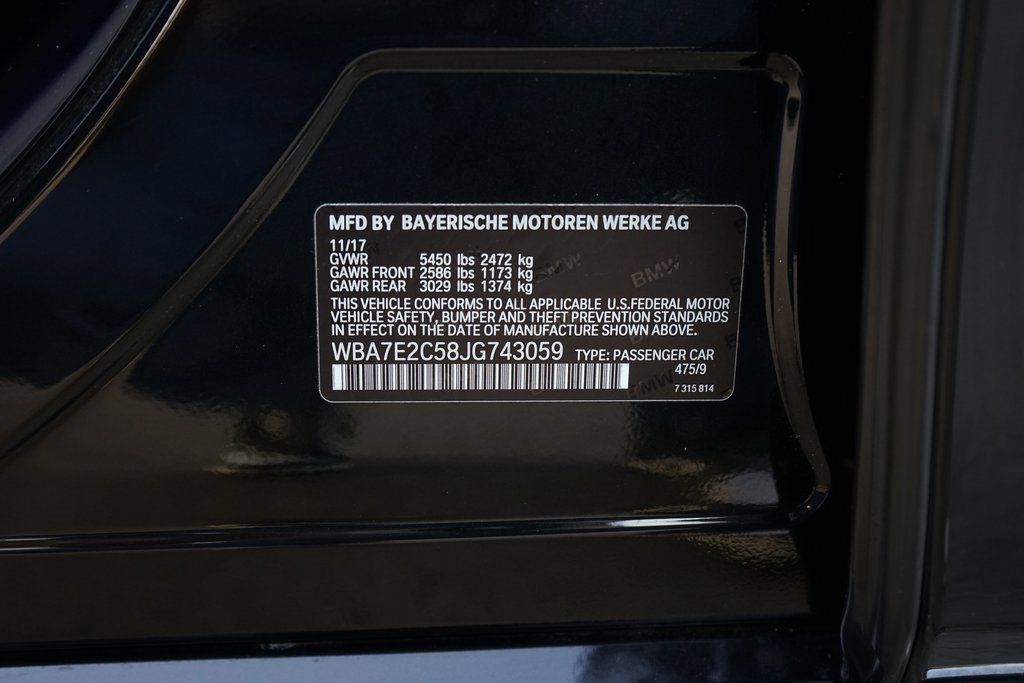 MFD BY BAYERISCHE MOTOREN WERKE AG
11/17
GVWR 5450 lbs 2472 kg
GAWR FRONT 2586 lbs 1173 kg
GAWR REAR 3029 lbs 1374 kg
THIS VEHICLE CONFORMS TO ALL APPLICABLE U.S.FEDERAL MOTOR
VEHICLE SAFETY, BUMPER AND THEFT PREVENTION STANDARDS
IN EFFECT ON THE DATE OF MANUFACTURE SHOWN ABOVE.
WBA7E2C58JG743059 TYPE: PASSENGER CAR
475/9
7 315 814
BMW
BMW
BMW